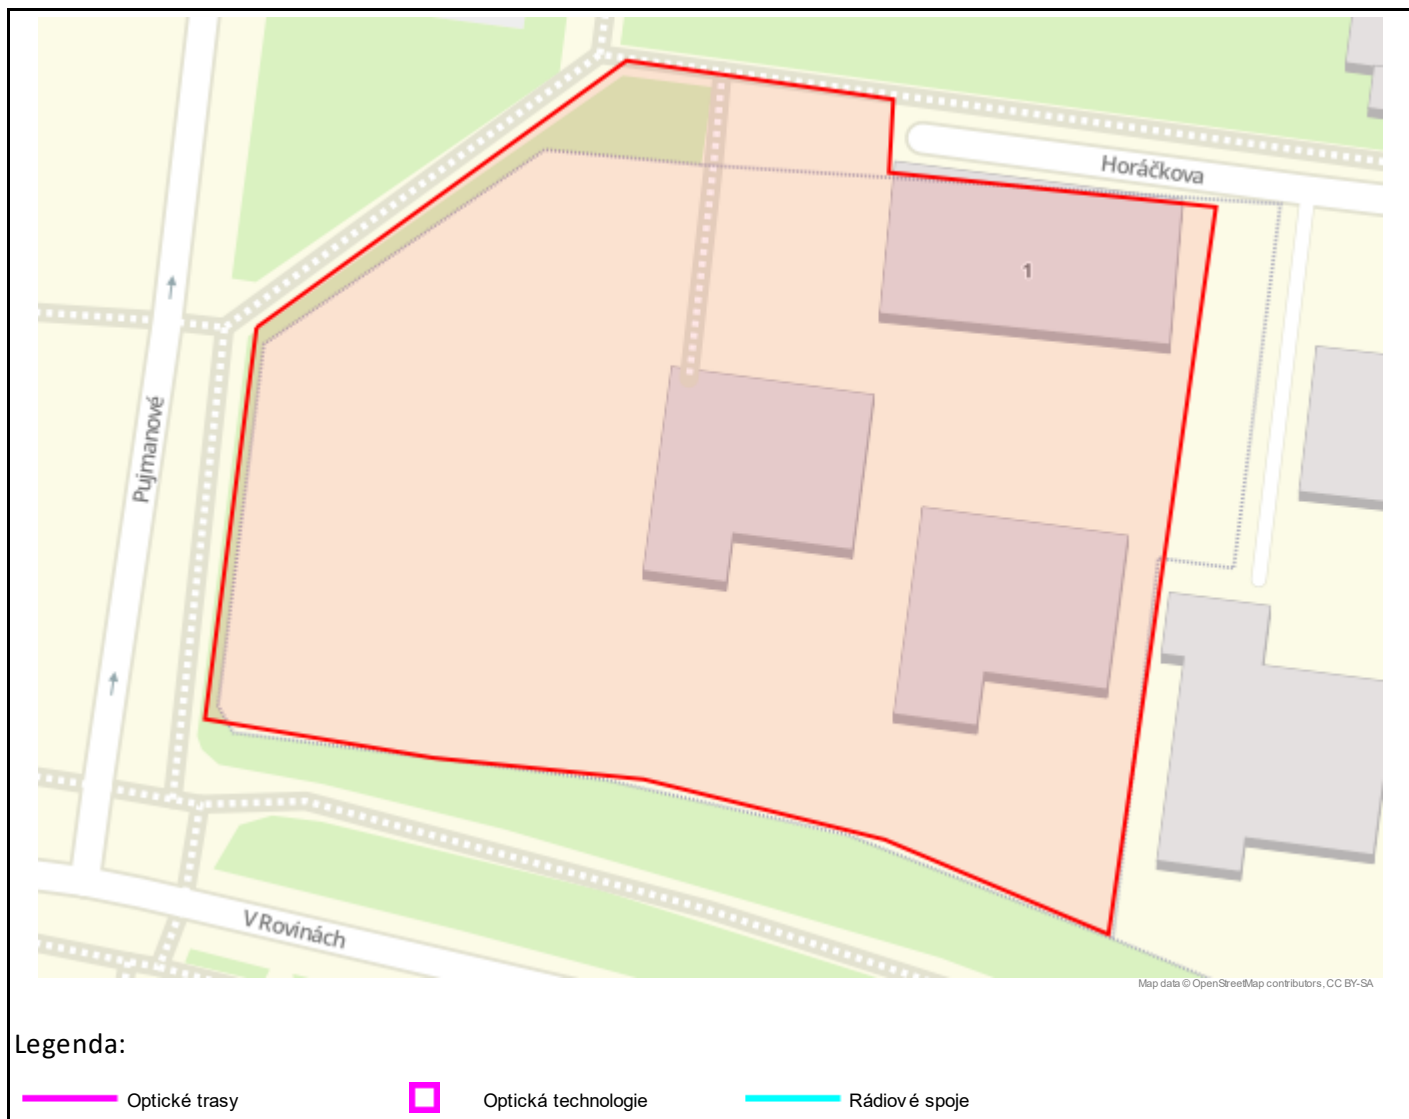 Horáčkova
1
Pujmanové
V Rovinách
Map data © OpenStreetMap contributors, CC BY-SA
Legenda:
Optické trasy
Optická technologie
Rádiové spoje